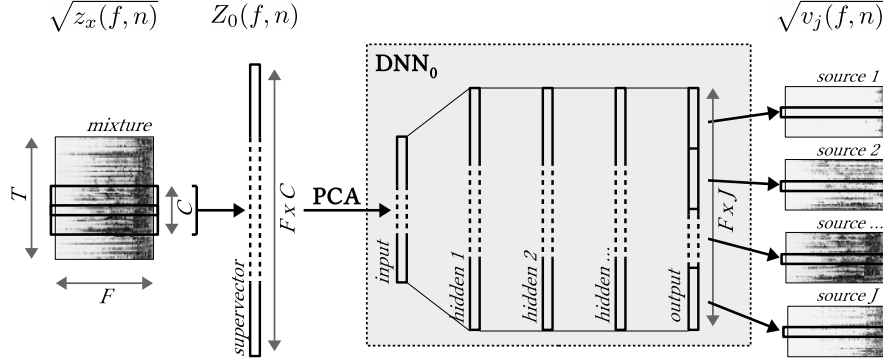 √z_x(f, n)
Z_0(f, n)
√v_j(f, n)
mixture
T
C
F
supervector
F x C
PCA
DNN_0
input
hidden 1
hidden 2
hidden ...
output
F x J
source 1
source 2
source ...
source J